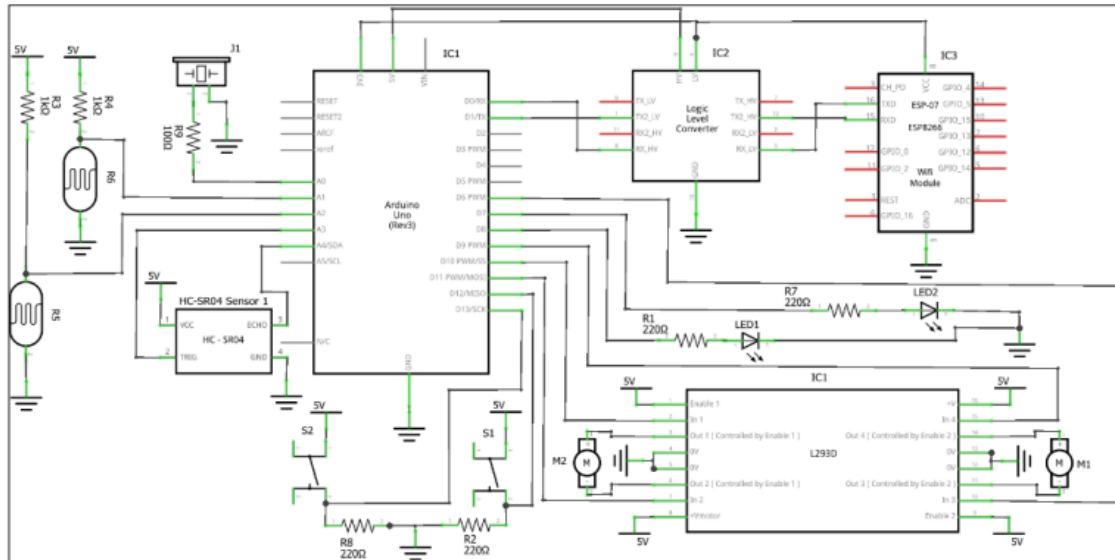 5V
5V
J1
IC1
R3
1kΩ
R4
1kΩ
R9
100Ω
R6
R5
3V3
5V
VIN
RESET
RESET2
AREF
ioref
A0
A1
A2
A3
A4/SDA
A5/SCL
N/C
GND
Arduino
Uno
(Rev3)
D0/RX
D1/TX
D2
D3 PWM
D4
D5 PWM
D6 PWM
D7
D8
D9 PWM
D10 PWM/SS
D11 PWM/MOSI
D12/MISO
D13/SCK
IC2
HV
LV
TX_LV
TX2_LV
RX2_HV
RX_HV
Logic
Level
Converter
TX_HV
TX2_HV
RX2_LV
RX_LV
GND
IC3
VCC
CH_PD
TXD
RXD
GPIO_0
GPIO_2
REST
GPIO_16
ESP-07
ESP8266
Wifi
Module
GPIO_4
GPIO_5
GPIO_15
GPIO_13
GPIO_12
GPIO_14
ADC
GND
5V
HC-SR04 Sensor 1
VCC
ECHO
HC - SR04
TRIG
GND
R7
220Ω
LED2
R1
220Ω
LED1
S2
5V
S1
5V
R8
220Ω
R2
220Ω
IC1
5V
5V
Enable 1
In 1
Out 1 ( Controlled by Enable 1 )
0V
0V
Out 2 ( Controlled by Enable 1 )
In 2
+Vmotor
L293D
+V
In 4
Out 4 ( Controlled by Enable 2 )
0V
0V
Out 3 ( Controlled by Enable 2 )
In 3
Enable 2
M2
M
M
M1
5V
5V